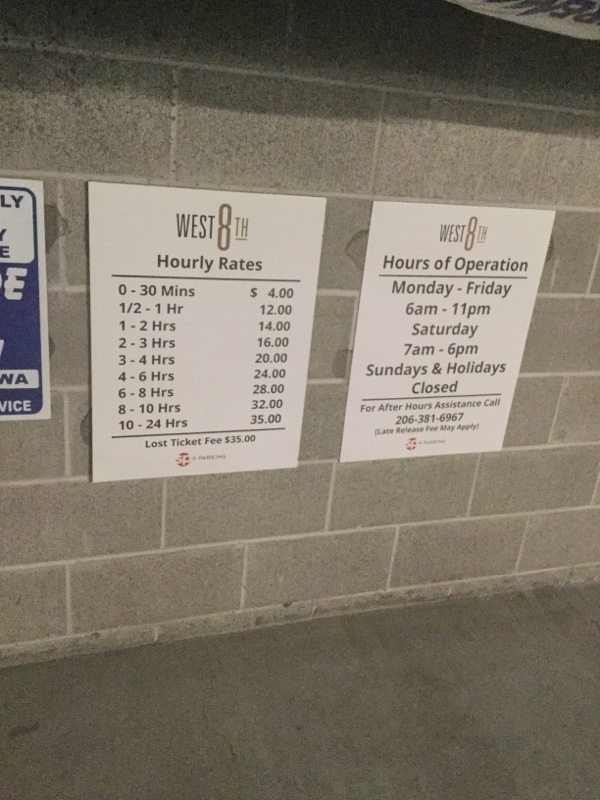 LY
Y
E
E
WA
VICE
WEST 8TH
Hourly Rates
0 - 30 Mins $ 4.00
1/2 - 1 Hr 12.00
1 - 2 Hrs 14.00
2 - 3 Hrs 16.00
3 - 4 Hrs 20.00
4 - 6 Hrs 24.00
6 - 8 Hrs 28.00
8 - 10 Hrs 32.00
10 - 24 Hrs 35.00
Lost Ticket Fee $35.00
SP+ PARKING
WEST 8TH
Hours of Operation
Monday - Friday
6am - 11pm
Saturday
7am - 6pm
Sundays & Holidays
Closed
For After Hours Assistance Call
206-381-6967
(Late Release Fee May Apply)
SP+ PARKING